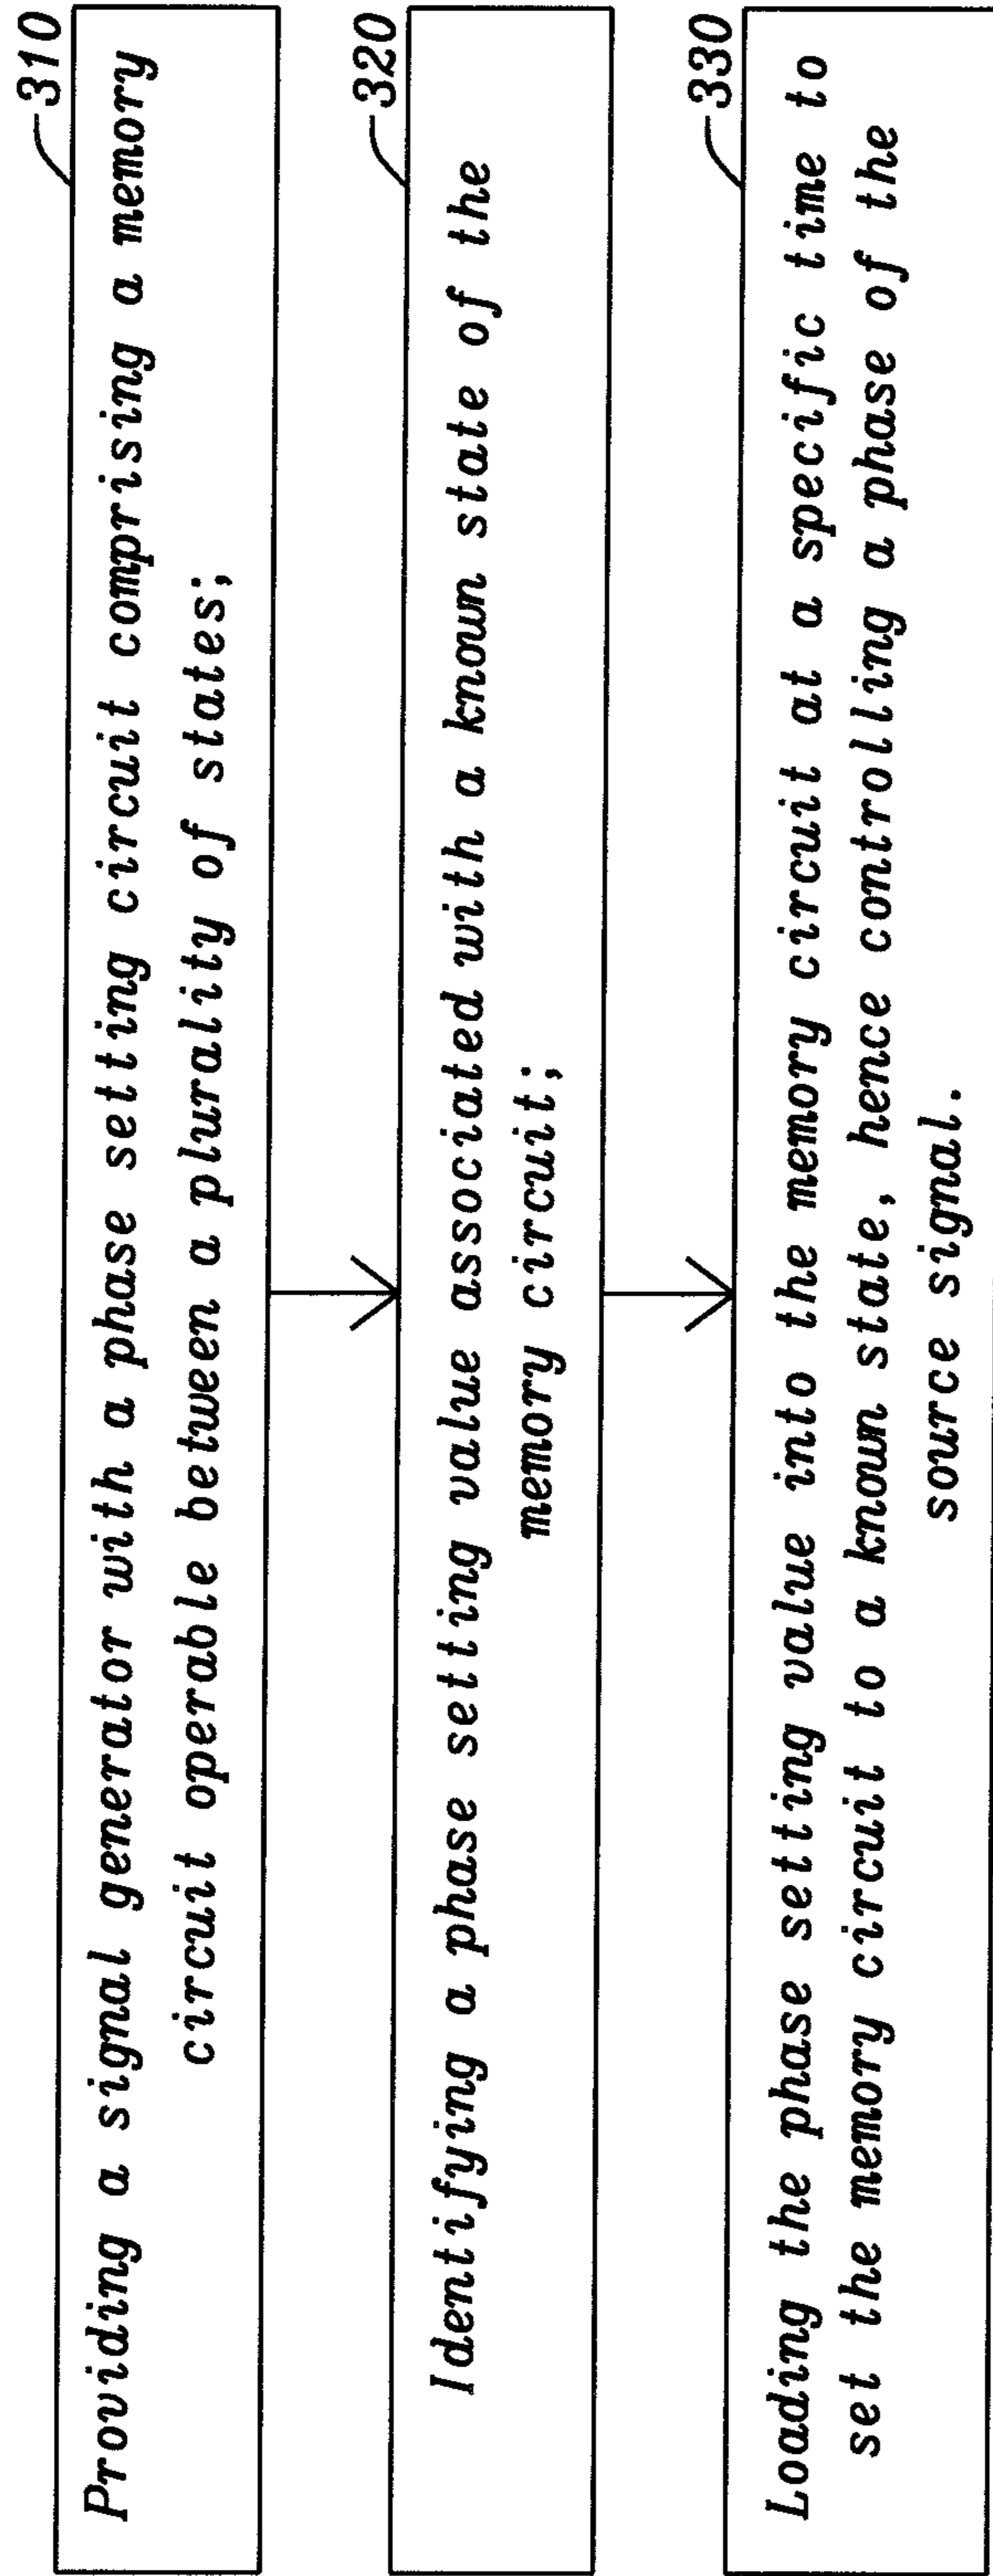 310
Providing a signal generator with a phase setting circuit comprising a memory
circuit operable between a plurality of states;
320
Identifying a phase setting value associated with a known state of the
memory circuit;
330
Loading the phase setting value into the memory circuit at a specific time to
set the memory circuit to a known state, hence controlling a phase of the
source signal.